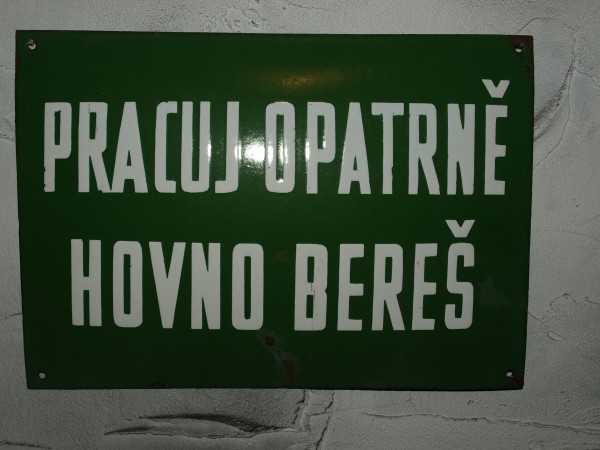 PRACUJ OPATRNĚ
HOVNO BEREŠ